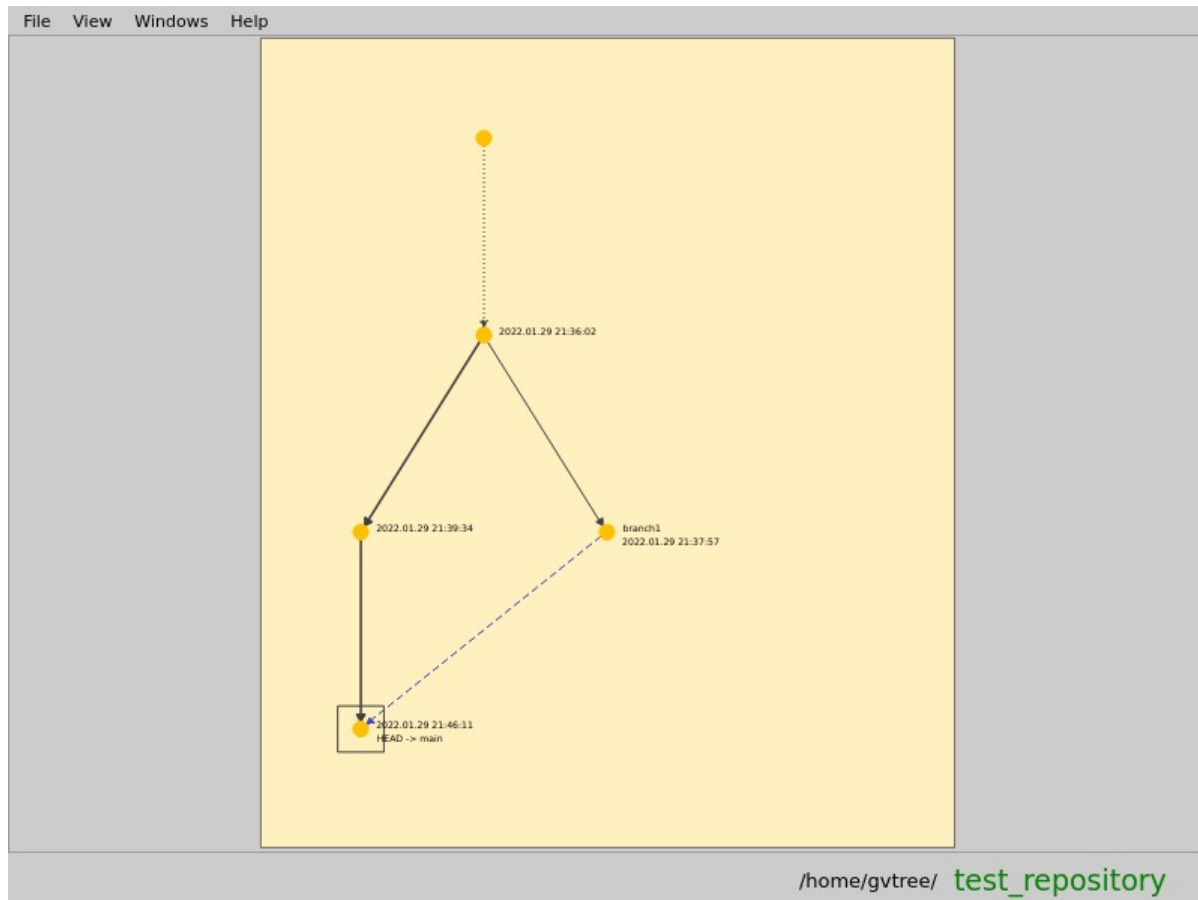 File View Windows Help
2022.01.29 21:36:02
2022.01.29 21:39:34
branch1
2022.01.29 21:37:57
2022.01.29 21:46:11
HEAD -> main
/home/gvtree/ test_repository